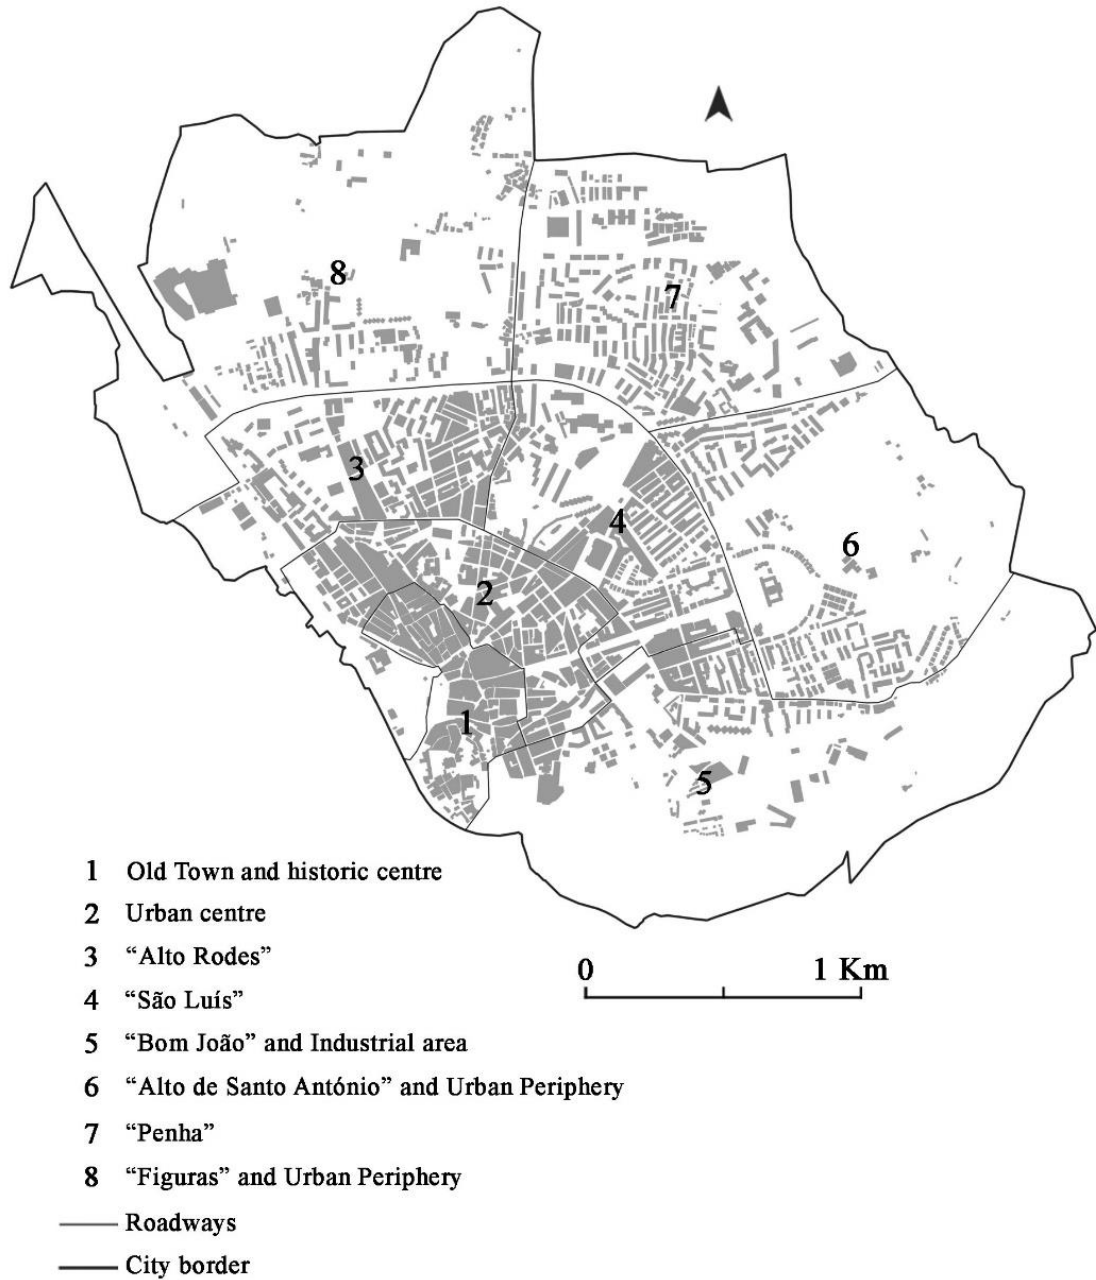 8
7
3
4
6
2
1
5
1 Old Town and historic centre
2 Urban centre
3 “Alto Rodes”
4 “São Luís”
5 “Bom João” and Industrial area
6 “Alto de Santo António” and Urban Periphery
7 “Penha”
8 “Figuras” and Urban Periphery
Roadways
City border
0 1 Km